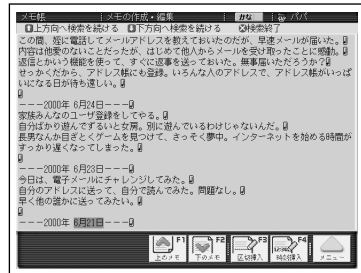 メモ帳 メモの作成・編集 かな パパ
上方向へ検索を続ける 下方向へ検索を続ける 検索終了
この間、姪に電話してメールアドレスを教えておいたのだが、早速メールが届いた。
内容は他愛のないことだったが、はじめて他人からメールを受け取ったことに感動。
返信とかいう機能を使って、すぐに返事を送っておいた。無事届いただろうか?
せっかくだから、アドレス帳にも登録。いろんな人のアドレスで、アドレス帳がいっぱ
いになる日が待ち遠しい。
---2000年 6月24日---
家族みんなのユーザ登録をしてやる。
自分ばかり遊んでずるいと女房。別に遊んでいるわけじゃないんだ。
長男なんか目ざとくゲームを見つけて、さっそく夢中。インターネットを始める時間が
すっかり遅くなってしまった。
---2000年 6月23日---
今日は、電子メールにチャレンジしてみた。
自分のアドレスに送って、自分で読んでみた。問題なし。
早く他の誰かに送ってみたい。
---2000年 6月21日---
F1 F2 F3 F4
上のメモ 下のメモ 区切挿入 時刻挿入 メニュー